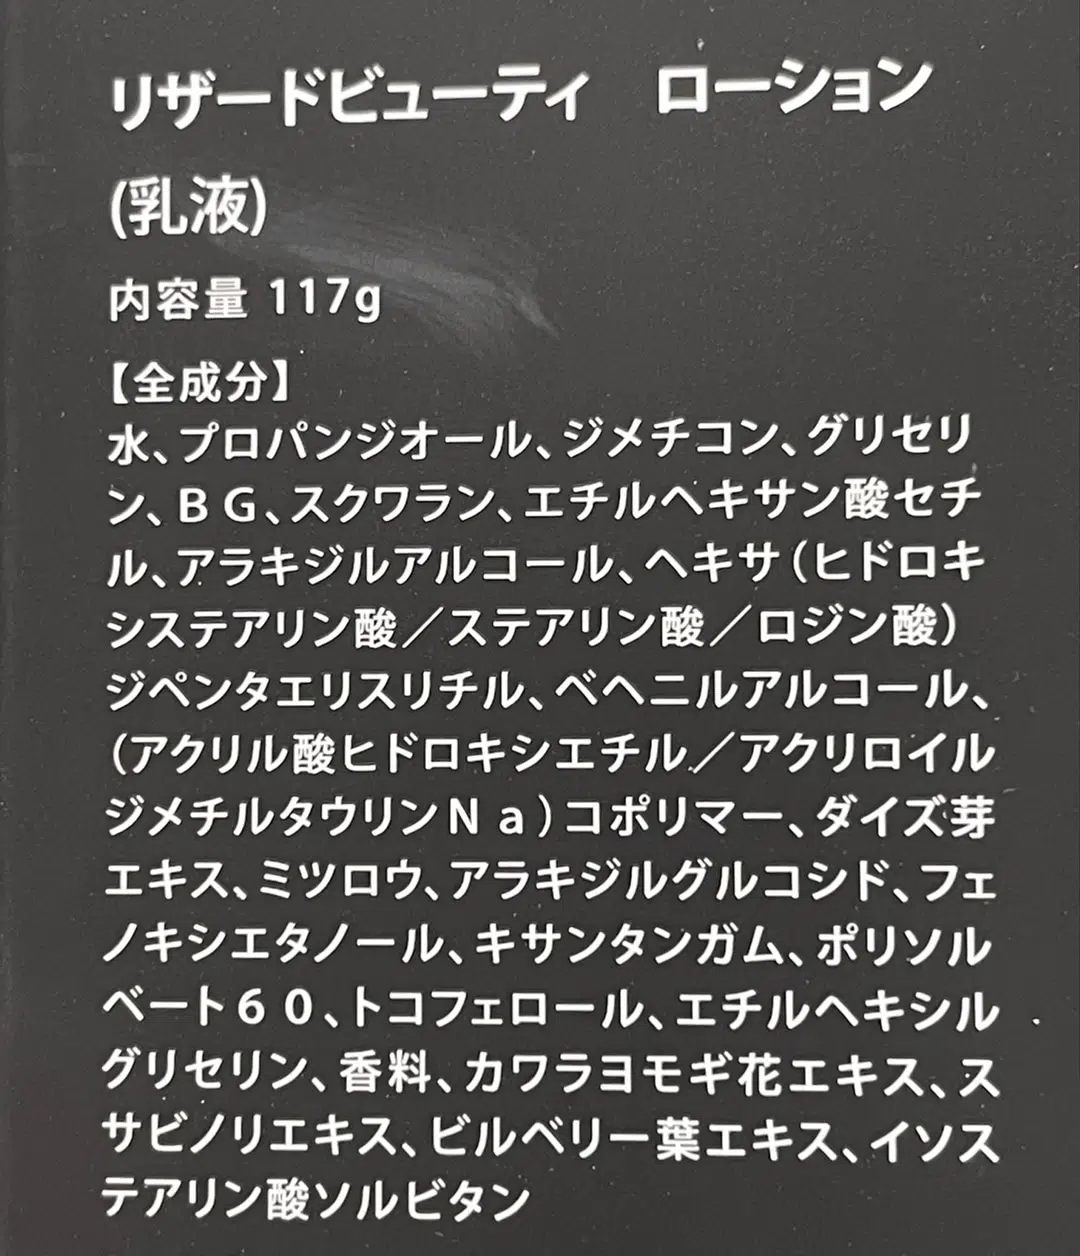 リザードビューティ　ローション
(乳液)
内容量 117g
【全成分】
水、プロパンジオール、ジメチコン、グリセリ
ン、ＢＧ、スクワラン、エチルヘキサン酸セチ
ル、アラキジルアルコール、ヘキサ（ヒドロキ
システアリン酸／ステアリン酸／ロジン酸）
ジペンタエリスリチル、ベヘニルアルコール、
（アクリル酸ヒドロキシエチル／アクリロイル
ジメチルタウリンＮａ）コポリマー、ダイズ芽
エキス、ミツロウ、アラキジルグルコシド、フェ
ノキシエタノール、キサンタンガム、ポリソル
ベート６０、トコフェロール、エチルヘキシル
グリセリン、香料、カワラヨモギ花エキス、ス
サビノリエキス、ビルベリー葉エキス、イソス
テアリン酸ソルビタン